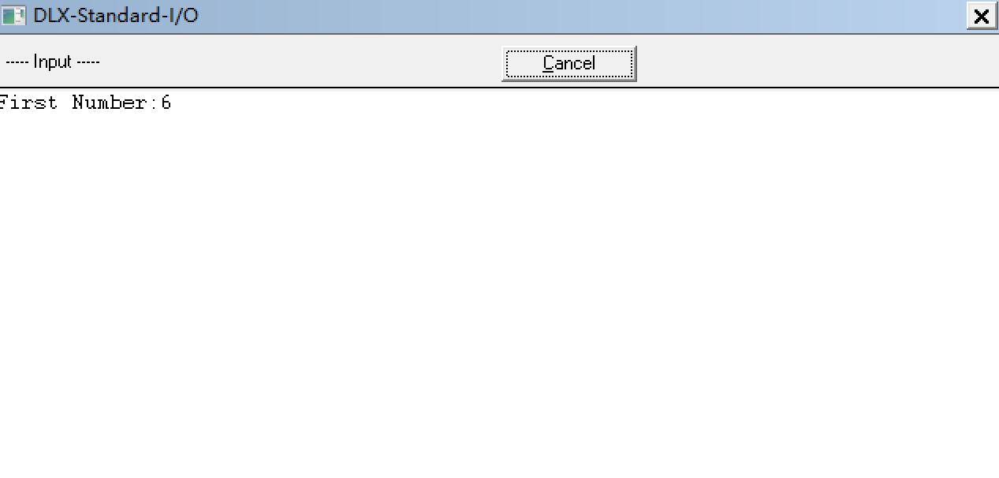 DLX-Standard-I/O
----- Input -----
Cancel
First Number:6